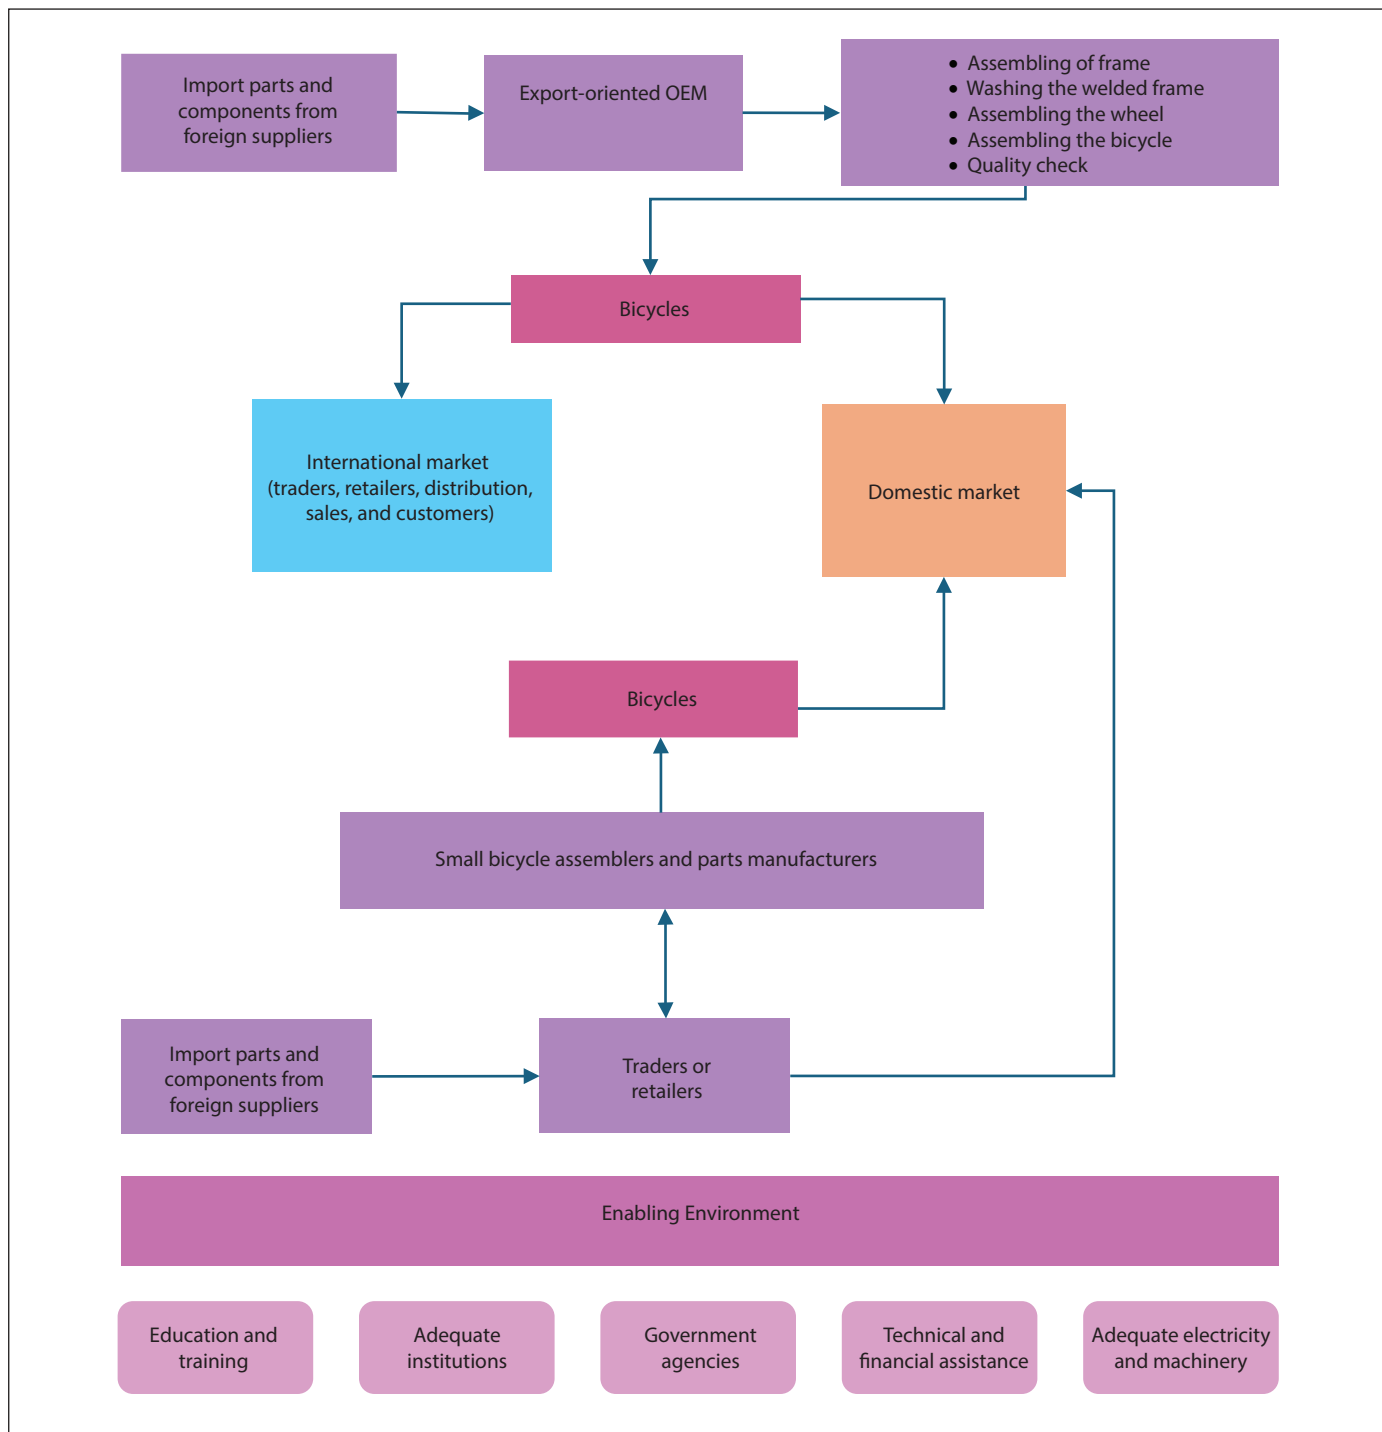 Import parts and
components from
foreign suppliers
Export-oriented OEM
• Assembling of frame
• Washing the welded frame
• Assembling the wheel
• Assembling the bicycle
• Quality check
Bicycles
International market
(traders, retailers, distribution,
sales, and customers)
Domestic market
Bicycles
Small bicycle assemblers and parts manufacturers
Import parts and
components from
foreign suppliers
Traders or
retailers
Enabling Environment
Education and
training
Adequate
institutions
Government
agencies
Technical and
financial assistance
Adequate electricity
and machinery